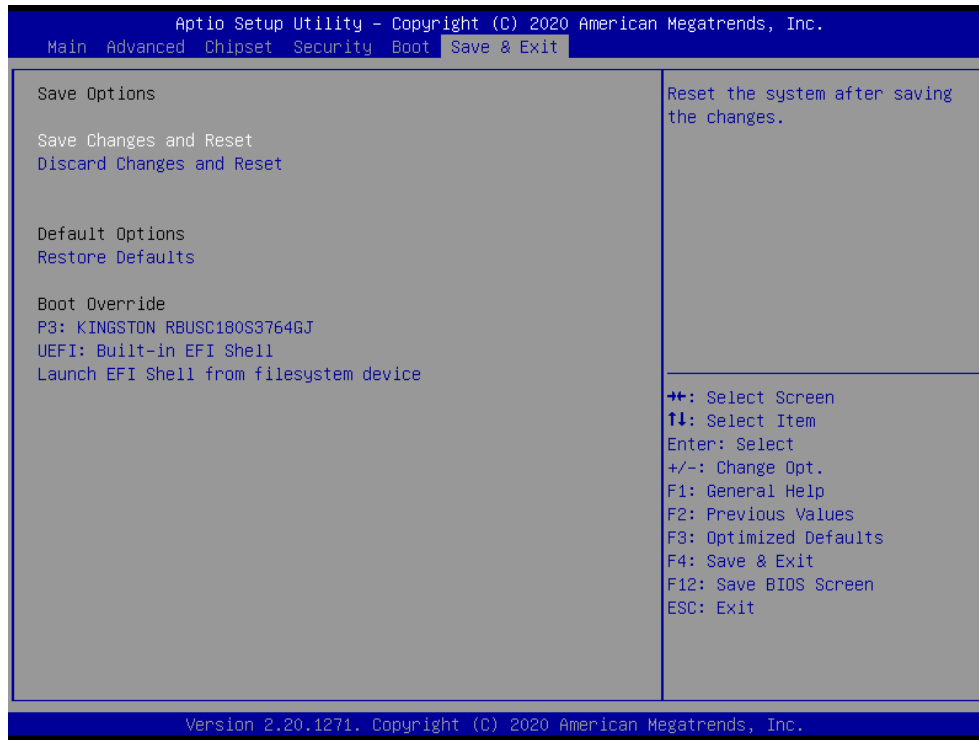 Aptio Setup Utility – Copyright (C) 2020 American Megatrends, Inc.
Main Advanced Chipset Security Boot Save & Exit
Save Options
Save Changes and Reset
Discard Changes and Reset
Default Options
Restore Defaults
Boot Override
P3: KINGSTON RBUSC180S3764GJ
UEFI: Built-in EFI Shell
Launch EFI Shell from filesystem device
Reset the system after saving
the changes.
→←: Select Screen
↑↓: Select Item
Enter: Select
+/-: Change Opt.
F1: General Help
F2: Previous Values
F3: Optimized Defaults
F4: Save & Exit
F12: Save BIOS Screen
ESC: Exit
Version 2.20.1271. Copyright (C) 2020 American Megatrends, Inc.